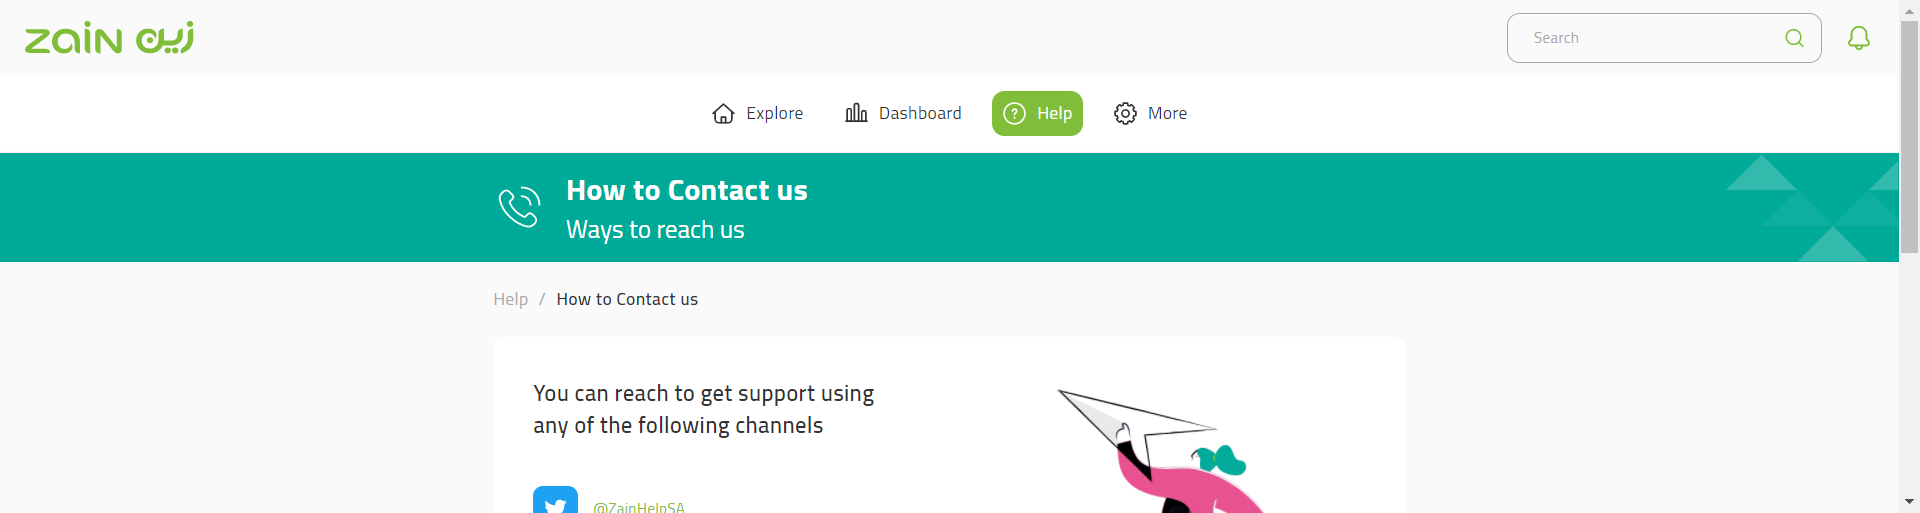 zain زين
Search
Explore
Dashboard
Help
More
How to Contact us
Ways to reach us
Help / How to Contact us
You can reach to get support using
any of the following channels
@ZainHelpSA